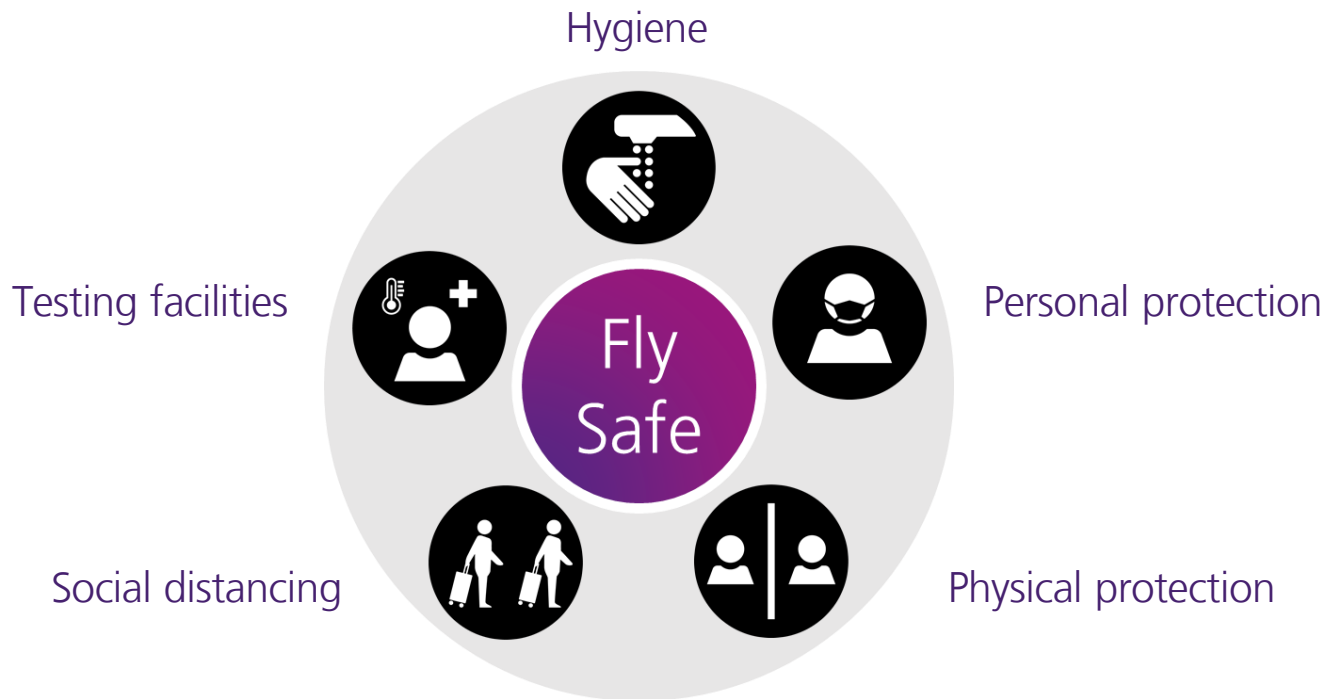 Hygiene
Testing facilities
Personal protection
Fly
Safe
Social distancing
Physical protection